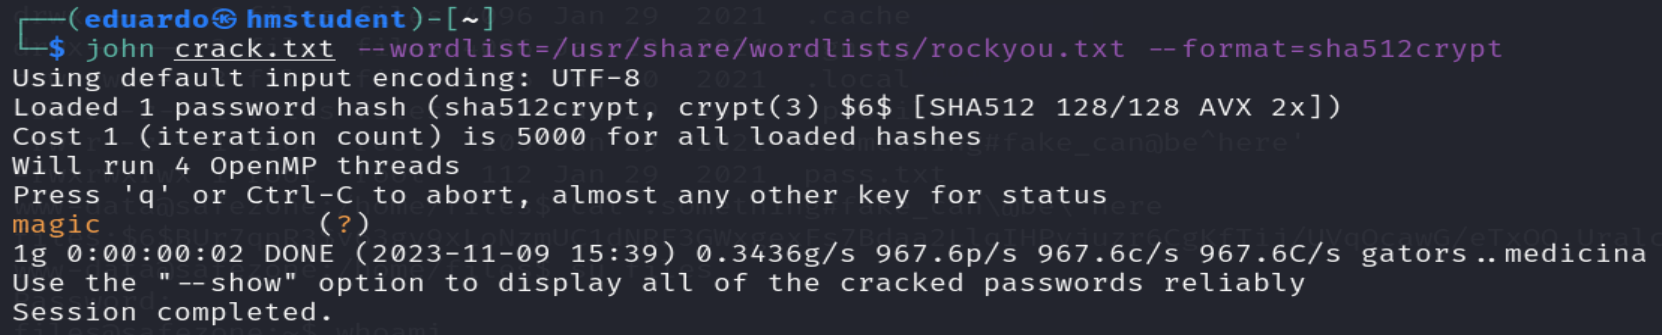 ┌──(eduardo㉿hmstudent)-[~]
└─$ john crack.txt --wordlist=/usr/share/wordlists/rockyou.txt --format=sha512crypt
Using default input encoding: UTF-8
Loaded 1 password hash (sha512crypt, crypt(3) $6$ [SHA512 128/128 AVX 2x])
Cost 1 (iteration count) is 5000 for all loaded hashes
Will run 4 OpenMP threads
Press 'q' or Ctrl-C to abort, almost any other key for status
magic            (?)
1g 0:00:00:02 DONE (2023-11-09 15:39) 0.3436g/s 967.6p/s 967.6c/s 967.6C/s gators..medicina
Use the "--show" option to display all of the cracked passwords reliably
Session completed.